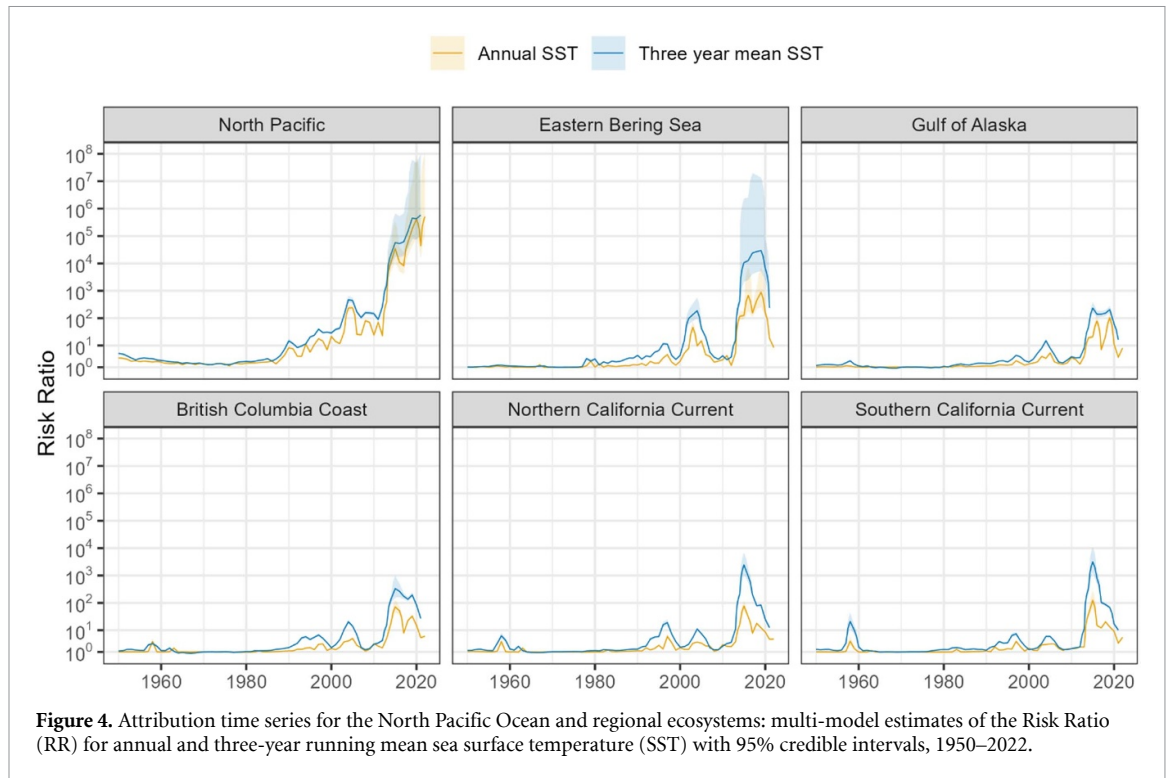 Annual SST Three year mean SST
North Pacific Eastern Bering Sea Gulf of Alaska
10⁸
10⁷
10⁶
10⁵
10⁴
10³
10²
10¹
10⁰
Risk Ratio
British Columbia Coast Northern California Current Southern California Current
10⁸
10⁷
10⁶
10⁵
10⁴
10³
10²
10¹
10⁰
1960 1980 2000 2020 1960 1980 2000 2020 1960 1980 2000 2020
Figure 4. Attribution time series for the North Pacific Ocean and regional ecosystems: multi-model estimates of the Risk Ratio
(RR) for annual and three-year running mean sea surface temperature (SST) with 95% credible intervals, 1950–2022.